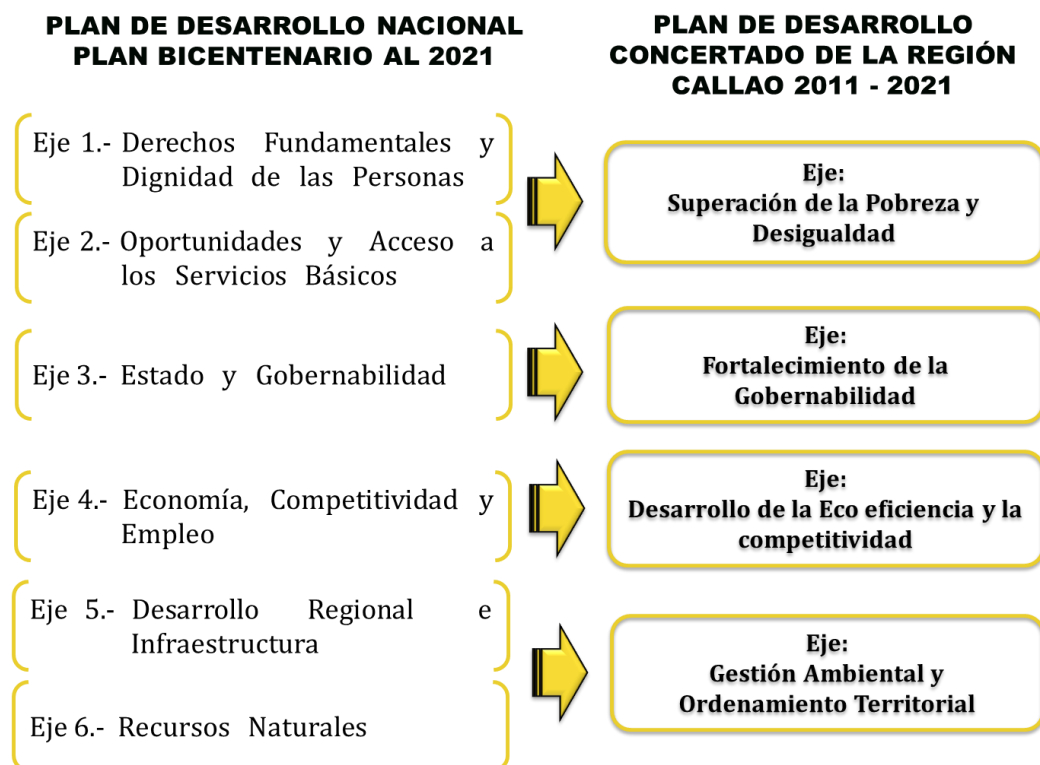 PLAN DE DESARROLLO NACIONAL
PLAN BICENTENARIO AL 2021
Eje 1.- Derechos Fundamentales y
Dignidad de las Personas
Eje 2.- Oportunidades y Acceso a
los Servicios Básicos
Eje 3.- Estado y Gobernabilidad
Eje 4.- Economía, Competitividad y
Empleo
Eje 5.- Desarrollo Regional e
Infraestructura
Eje 6.- Recursos Naturales
PLAN DE DESARROLLO
CONCERTADO DE LA REGIÓN
CALLAO 2011 - 2021
Eje:
Superación de la Pobreza y
Desigualdad
Eje:
Fortalecimiento de la
Gobernabilidad
Eje:
Desarrollo de la Eco eficiencia y la
competitividad
Eje:
Gestión Ambiental y
Ordenamiento Territorial